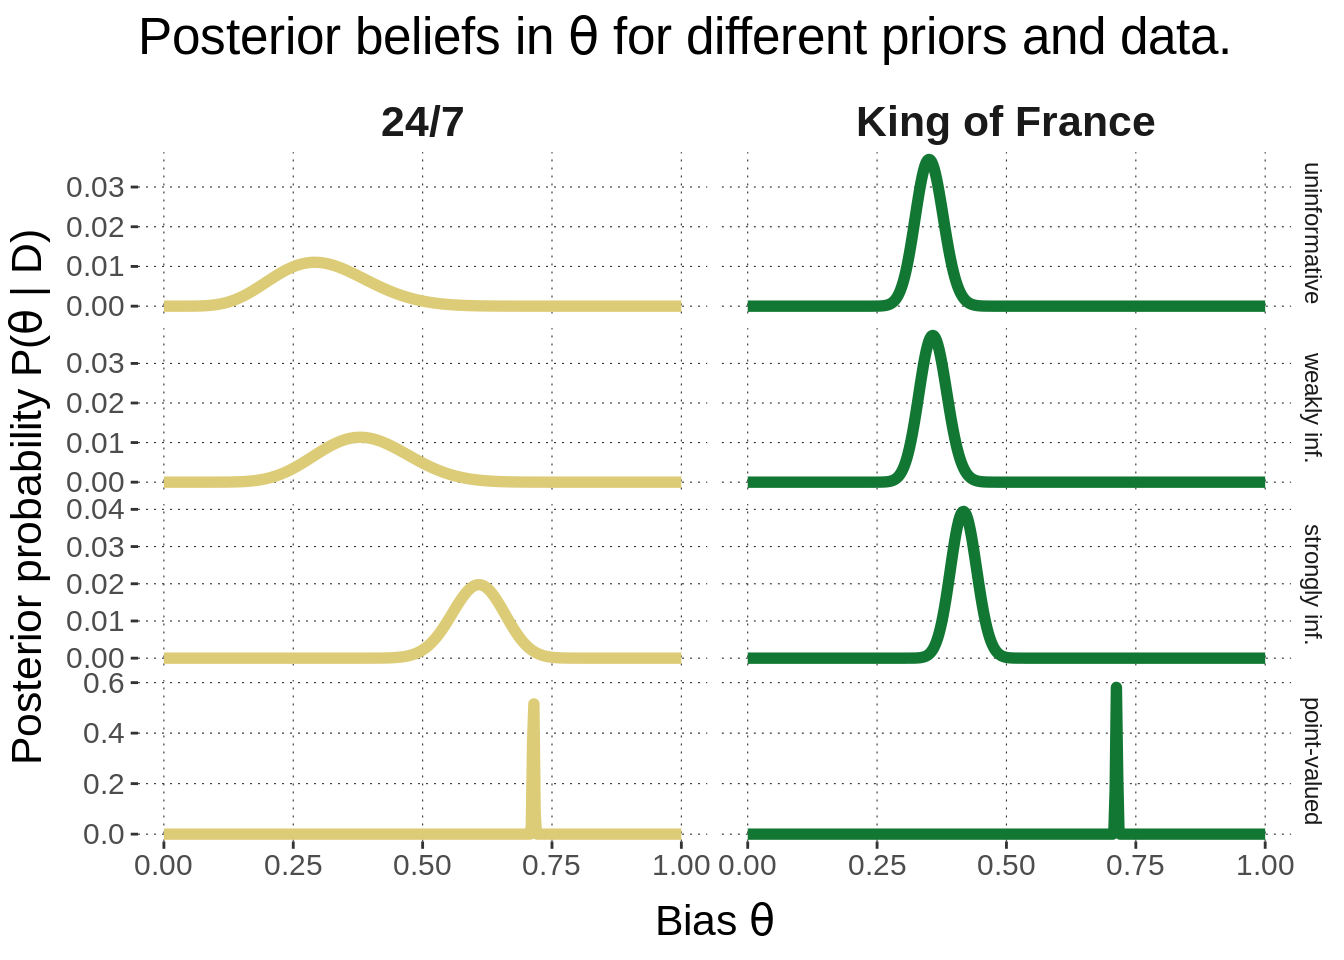 Posterior beliefs in θ for different priors and data.
24/7
King of France
Posterior probability P(θ | D)
0.03
0.02
0.01
0.00
uninformative
0.03
0.02
0.01
0.00
weakly inf.
0.04
0.03
0.02
0.01
0.00
strongly inf.
0.6
0.4
0.2
0.0
point-valued
0.00 0.25 0.50 0.75 1.00 0.00 0.25 0.50 0.75 1.00
Bias θ